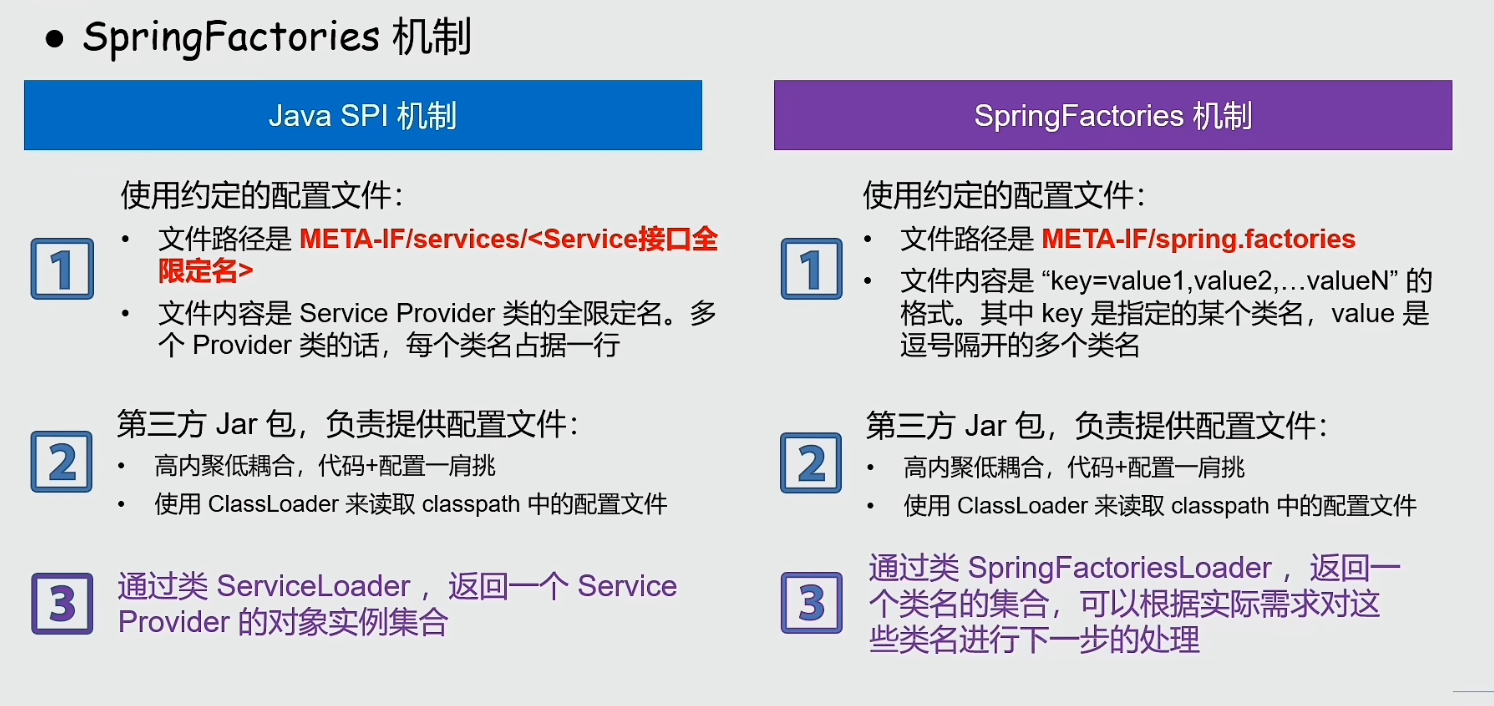 ● SpringFactories 机制
Java SPI 机制
使用约定的配置文件：
1
• 文件路径是 META-IF/services/<Service接口全
限定名>
• 文件内容是 Service Provider 类的全限定名。多
个 Provider 类的话，每个类名占据一行
第三方 Jar 包，负责提供配置文件：
2
• 高内聚低耦合，代码+配置一肩挑
• 使用 ClassLoader 来读取 classpath 中的配置文件
3
通过类 ServiceLoader ，返回一个 Service
Provider 的对象实例集合
SpringFactories 机制
使用约定的配置文件：
1
• 文件路径是 META-IF/spring.factories
• 文件内容是 “key=value1,value2,…valueN” 的
格式。其中 key 是指定的某个类名，value 是
逗号隔开的多个类名
第三方 Jar 包，负责提供配置文件：
2
• 高内聚低耦合，代码+配置一肩挑
• 使用 ClassLoader 来读取 classpath 中的配置文件
3
通过类 SpringFactoriesLoader ，返回一
个类名的集合，可以根据实际需求对这
些类名进行下一步的处理